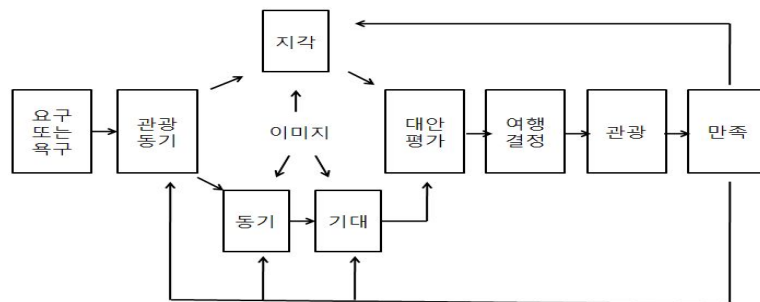 지각
요구
또는
욕구
관광
동기
이미지
대안
평가
여행
결정
관광
만족
동기
기대